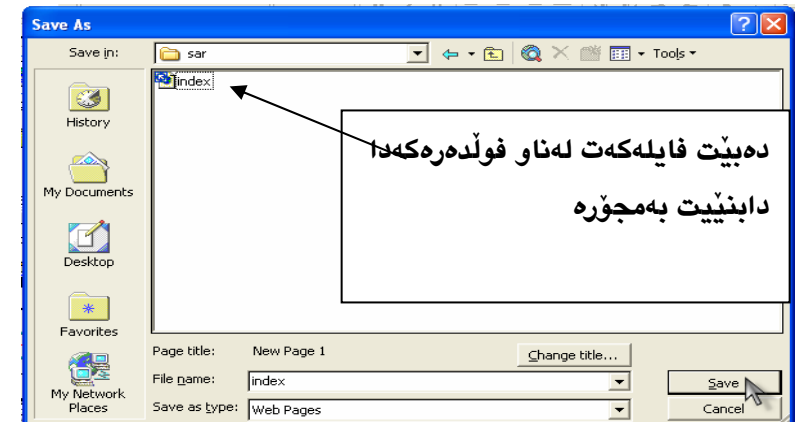 Save As
Save in:
sar
Tools
index
History
My Documents
Desktop
Favorites
My Network
Places
دەبێت فایلەکەت لەناو فۆڵدەرەکەدا
دابنێیت بەمجۆرە
Page title:
New Page 1
Change title...
File name:
index
Save
Save as type:
Web Pages
Cancel